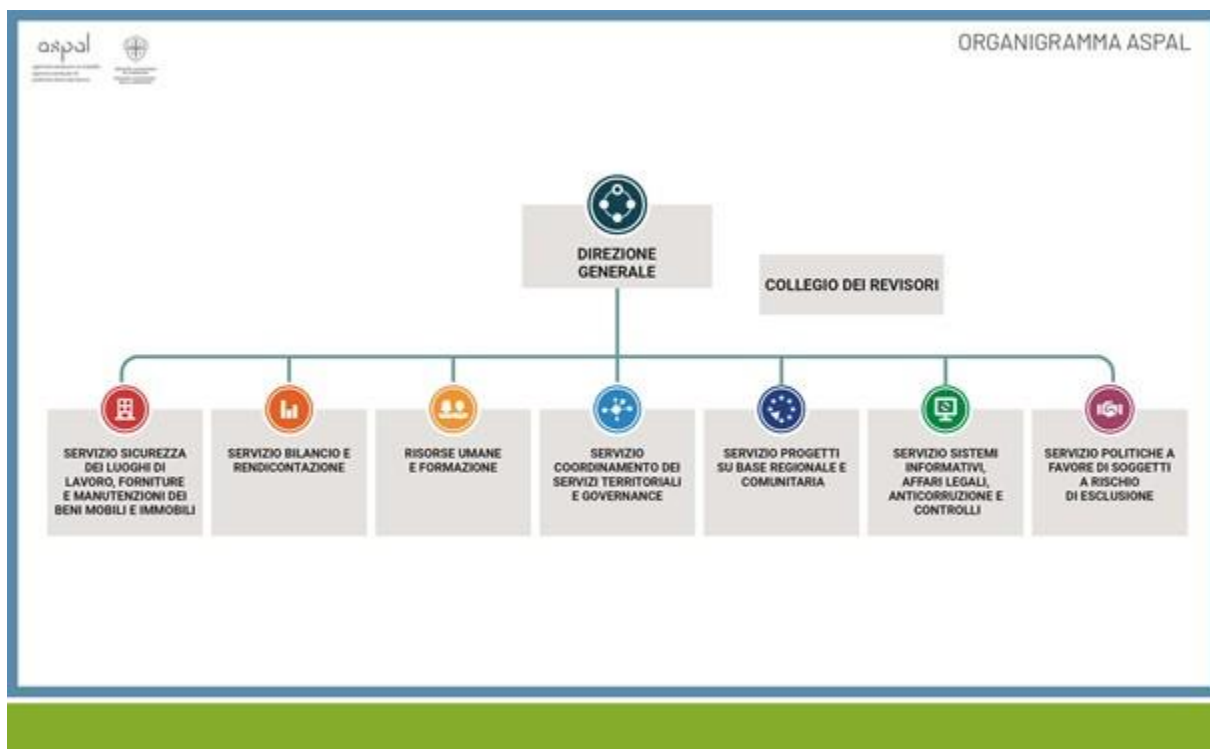 aspal
ORGANIGRAMMA ASPAL
DIREZIONE
GENERALE
COLLEGIO DEI REVISORI
SERVIZIO SICUREZZA
DEI LUOGHI DI
LAVORO, FORNITURE
E MANUTENZIONI DEI
BENI MOBILI E IMMOBILI
SERVIZIO BILANCIO E
RENDICONTAZIONE
RISORSE UMANE
E FORMAZIONE
SERVIZIO
COORDINAMENTO DEI
SERVIZI TERRITORIALI
E GOVERNANCE
SERVIZIO PROGETTI
SU BASE REGIONALE E
COMUNITARIA
SERVIZIO SISTEMI
INFORMATIVI,
AFFARI LEGALI,
ANTICORRUZIONE E
CONTROLLI
SERVIZIO POLITICHE A
FAVORE DI SOGGETTI
A RISCHIO
DI ESCLUSIONE